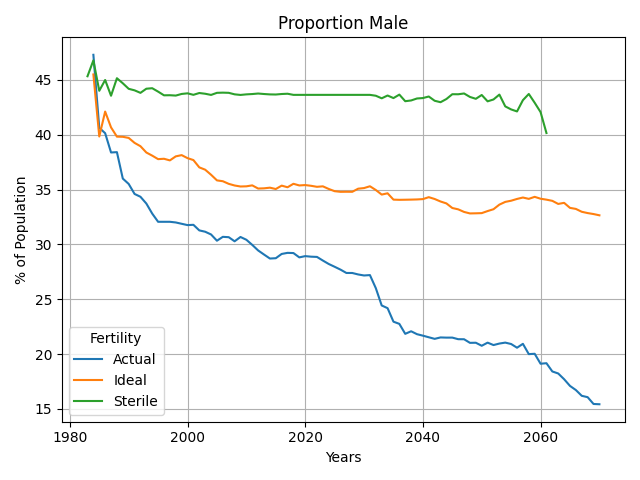 Proportion Male
% of Population
45
40
35
30
25
20
15
Fertility
Actual
Ideal
Sterile
1980
2000
2020
2040
2060
Years